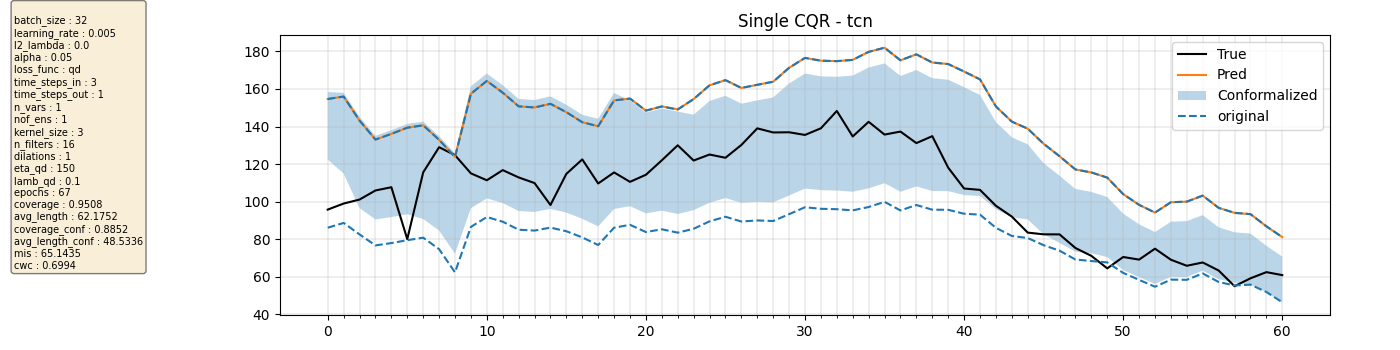 batch_size : 32
learning_rate : 0.005
l2_lambda : 0.0
alpha : 0.05
loss_func : qd
time_steps_in : 3
time_steps_out : 1
n_vars : 1
nof_ens : 1
kernel_size : 3
n_filters : 16
dilations : 1
eta_qd : 150
lamb_qd : 0.1
epochs : 67
coverage : 0.9508
avg_length : 62.1752
coverage_conf : 0.8852
avg_length_conf : 48.5336
mis : 65.1435
cwc : 0.6994
Single CQR - tcn
180
160
140
120
100
80
60
40
True
Pred
Conformalized
original
0 10 20 30 40 50 60